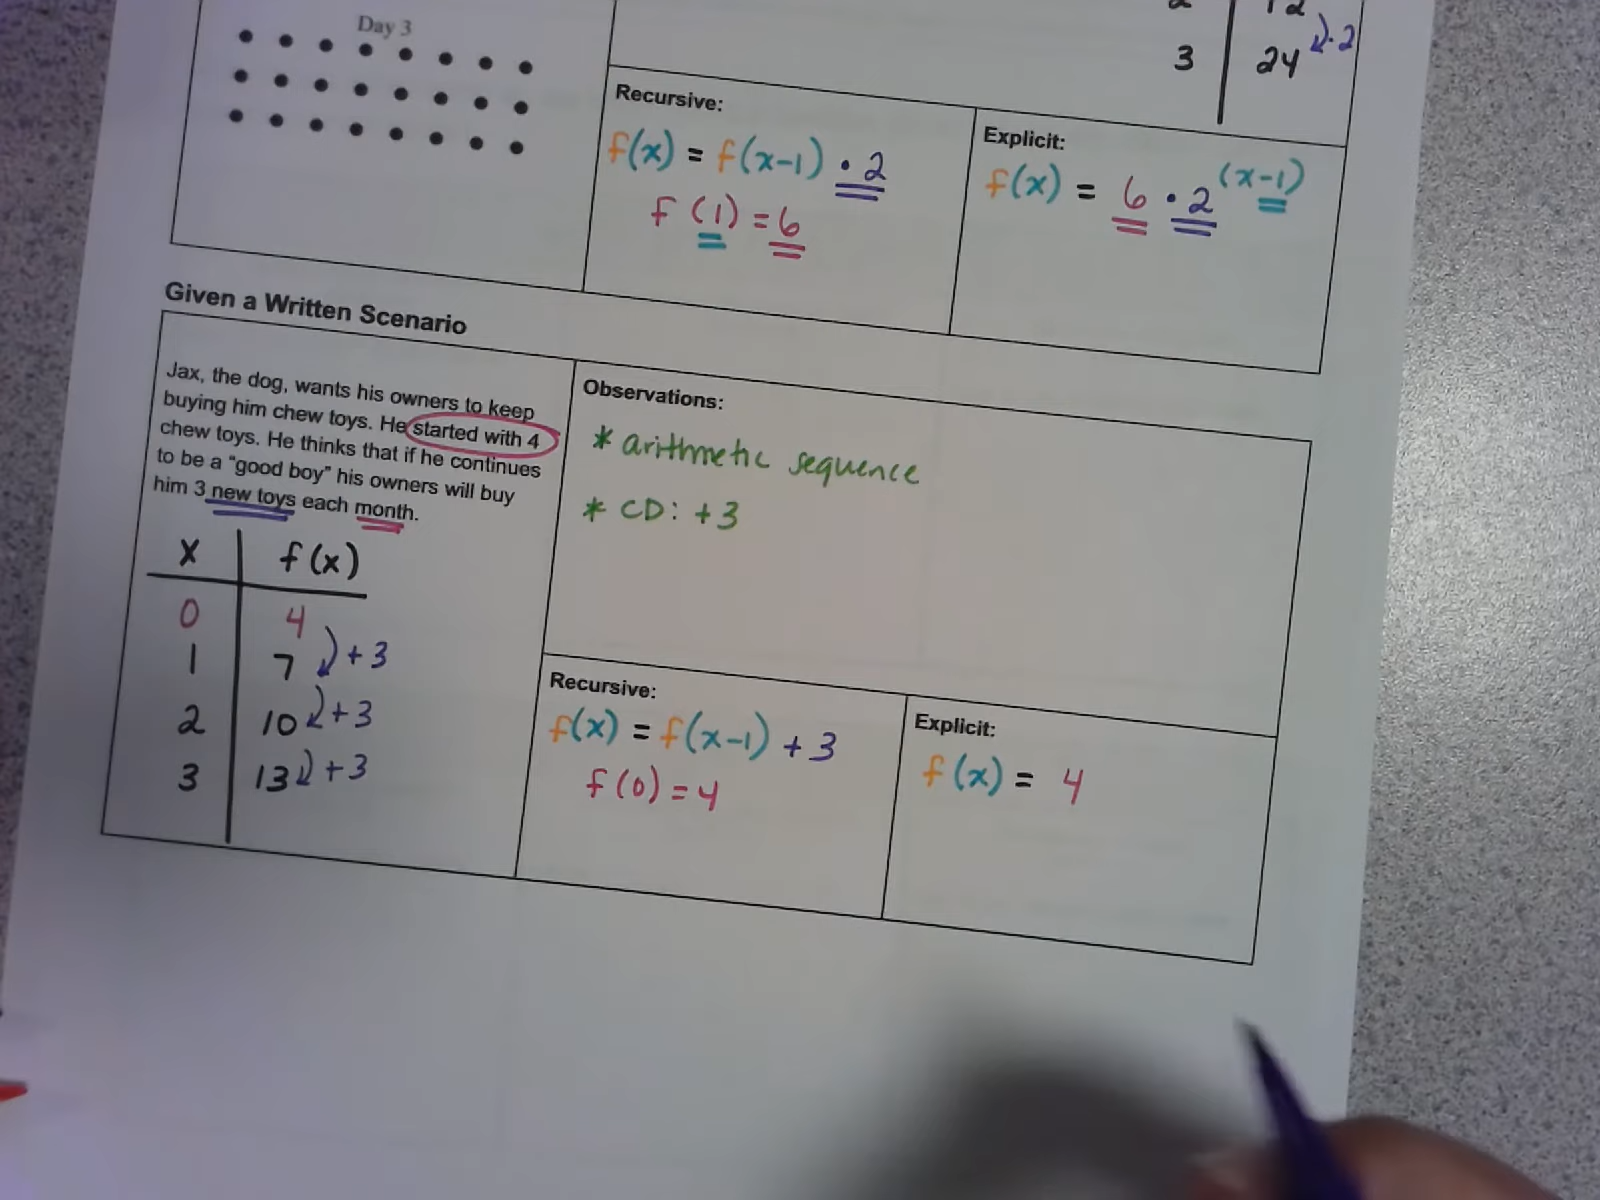 Day 3
12
3 24 ·2
Recursive:
f(x) = f(x-1) · 2
f(1) = 6
Explicit:
f(x) = 6 · 2^(x-1)
Given a Written Scenario
Jax, the dog, wants his owners to keep
buying him chew toys. He started with 4
chew toys. He thinks that if he continues
to be a “good boy” his owners will buy
him 3 new toys each month.
x f(x)
0 4
1 7 +3
2 10 +3
3 13 +3
Observations:
* arithmetic sequence
* CD: +3
Recursive:
f(x) = f(x-1) + 3
f(0) = 4
Explicit:
f(x) = 4